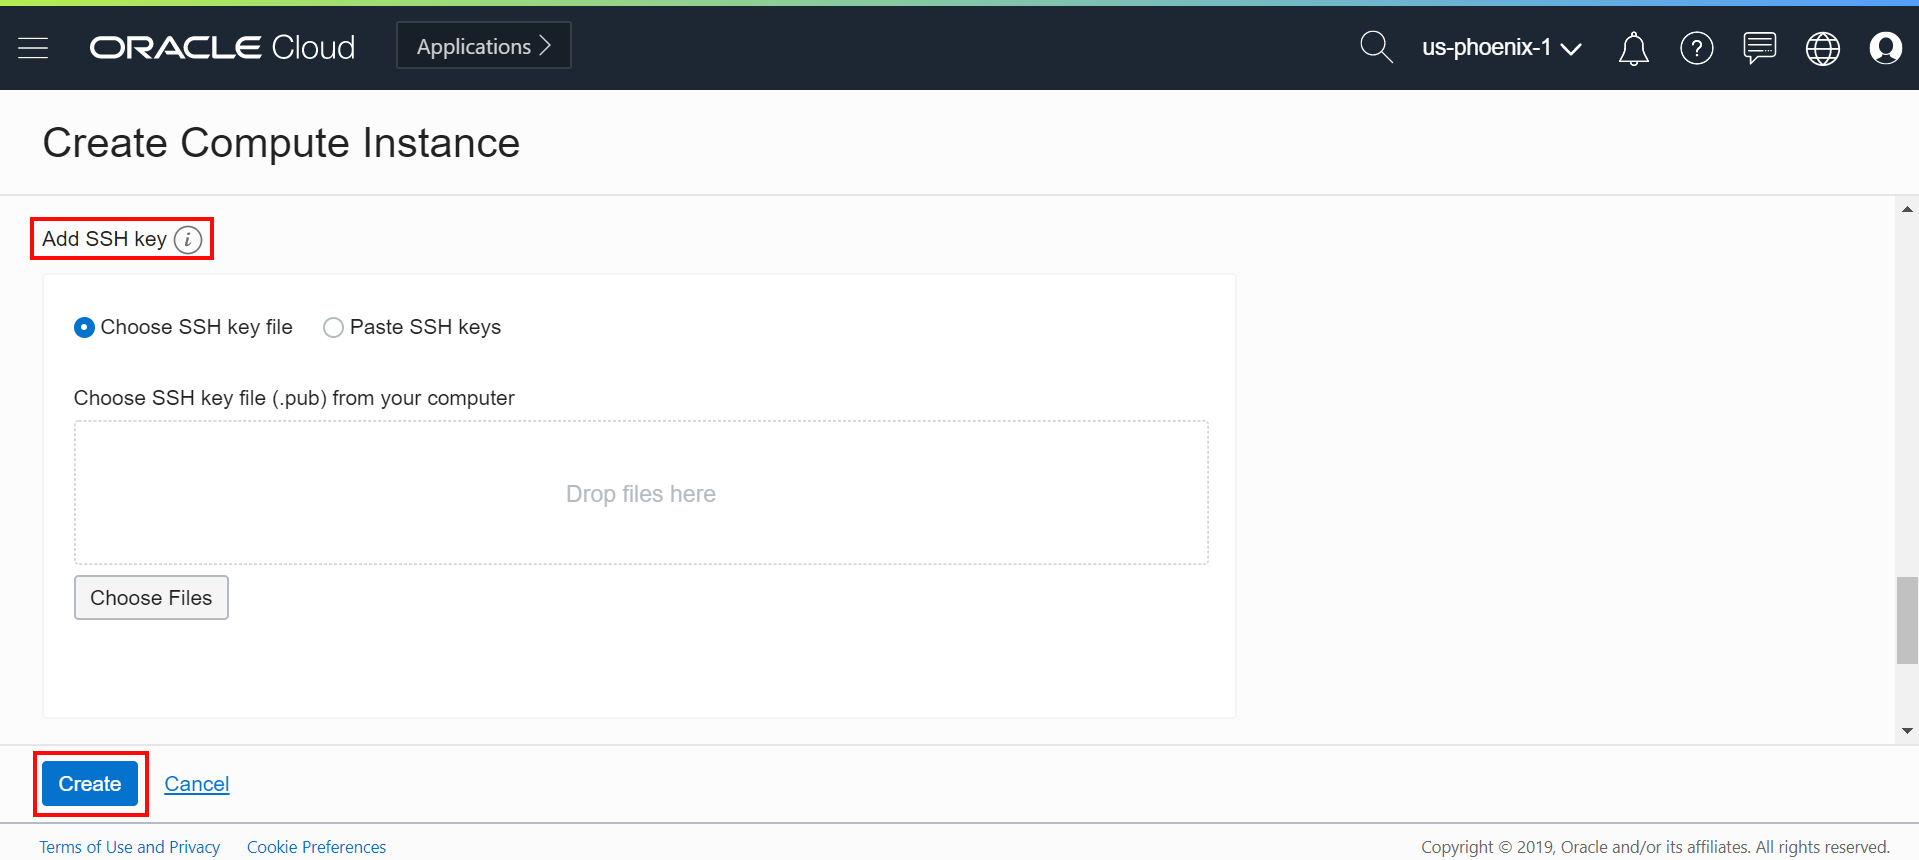 ORACLE Cloud Applications us-phoenix-1
Create Compute Instance
Add SSH key i
Choose SSH key file Paste SSH keys
Choose SSH key file (.pub) from your computer
Drop files here
Choose Files
Create Cancel
Terms of Use and Privacy Cookie Preferences Copyright © 2019, Oracle and/or its affiliates. All rights reserved.